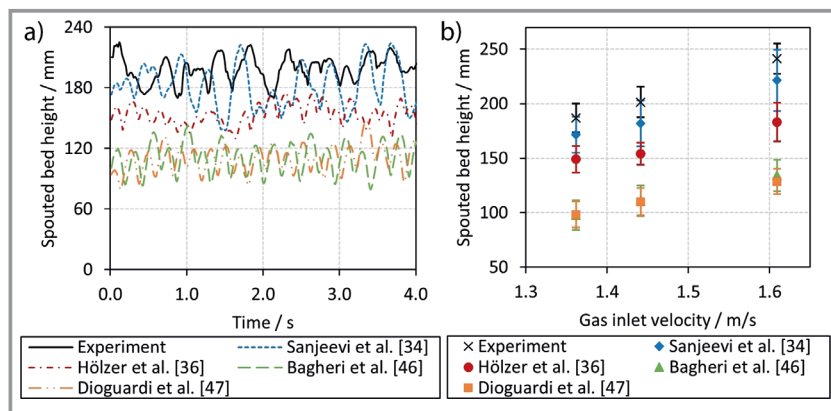 a)
Spouted bed height / mm
240
180
120
60
0
0.0 1.0 2.0 3.0 4.0
Time / s
Experiment
Sanjeevi et al. [34]
Hölzer et al. [36]
Bagheri et al. [46]
Dioguardi et al. [47]
b)
Spouted bed height / mm
250
200
150
100
50
1.3 1.4 1.5 1.6
Gas inlet velocity / m/s
Experiment
Sanjeevi et al. [34]
Hölzer et al. [36]
Bagheri et al. [46]
Dioguardi et al. [47]